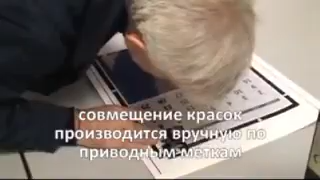 совмещение красок
производится вручную по
приводным меткам